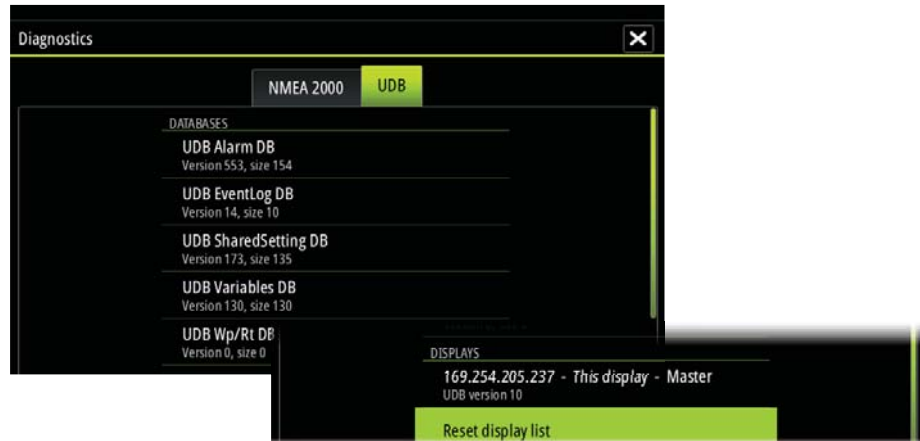 Diagnostics
NMEA 2000
UDB
DATABASES
UDB Alarm DB
Version 553, size 154
UDB EventLog DB
Version 14, size 10
UDB SharedSetting DB
Version 173, size 135
UDB Variables DB
Version 130, size 130
UDB Wp/Rt DB
Version 0, size 0
DISPLAYS
169.254.205.237 - This display - Master
UDB version 10
Reset display list